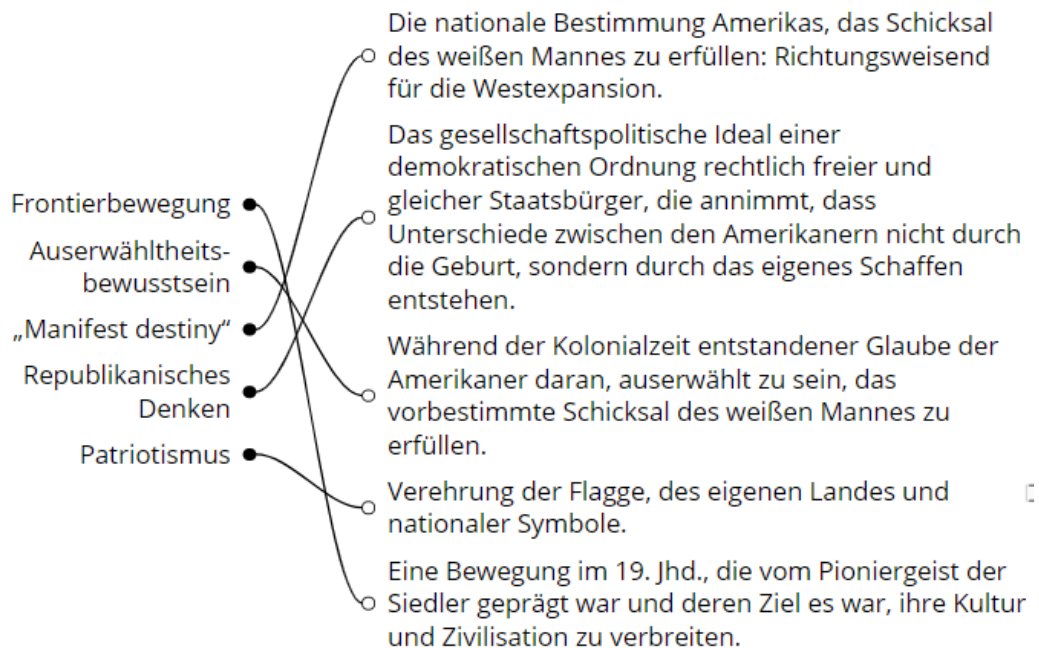 Frontierbewegung
Auserwähltheits-
bewusstsein
„Manifest destiny“
Republikanisches
Denken
Patriotismus
Die nationale Bestimmung Amerikas, das Schicksal
des weißen Mannes zu erfüllen: Richtungsweisend
für die Westexpansion.
Das gesellschaftspolitische Ideal einer
demokratischen Ordnung rechtlich freier und
gleicher Staatsbürger, die annimmt, dass
Unterschiede zwischen den Amerikanern nicht durch
die Geburt, sondern durch das eigenes Schaffen
entstehen.
Während der Kolonialzeit entstandener Glaube der
Amerikaner daran, auserwählt zu sein, das
vorbestimmte Schicksal des weißen Mannes zu
erfüllen.
Verehrung der Flagge, des eigenen Landes und
nationaler Symbole.
Eine Bewegung im 19. Jhd., die vom Pioniergeist der
Siedler geprägt war und deren Ziel es war, ihre Kultur
und Zivilisation zu verbreiten.